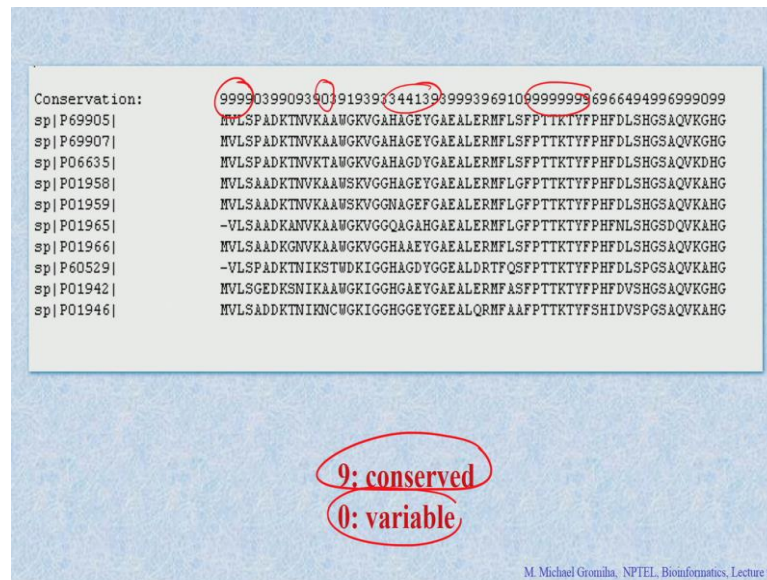 Conservation: 9999039909390391939334413939993969109999999969664949969990​99
sp|P69905| MVLSPADKTNVKAAWGKVGAHAGEYGAEALERMFLSFPTTKTYFPHFDLSHGSAQVKGHG
sp|P69907| MVLSPADKTNVKAAWGKVGAHAGEYGAEALERMFLSFPTTKTYFPHFDLSHGSAQVKGHG
sp|P06635| MVLSPADKTNVKTAWGKVGAHAGDYGAEALERMFLSFPTTKTYFPHFDLSHGSAQVKDHG
sp|P01958| MVLSAADKTNVKAAWSKVGGHAGEYGAEALERMFLGFPTTKTYFPHFDLSHGSAQVKAHG
sp|P01959| MVLSAADKTNVKAAWSKVGGNAGEFGAEALERMFLGFPTTKTYFPHFDLSHGSAQVKAHG
sp|P01965| -VLSAADKANVKAAWGKVGGQAGAHGAEALERMFLGFPTTKTYFPHFNLSHGSDQVKAHG
sp|P01966| MVLSAADKGNVKAAWGKVGGHAAEYGAEALERMFLSFPTTKTYFPHFDLSHGSAQVKGHG
sp|P60529| -VLSPADKTNIKSTWDKIGGHAGDYGGEALDRTFQSFPTTKTYFPHFDLSPGSAQVKAHG
sp|P01942| MVLSGEDKSNIKAAWGKIGGHGAEYGAEALERMFASFPTTKTYFPHFDVSHGSAQVKGHG
sp|P01946| MVLSADDKTNIKNCWGKIGGHGGEYGEEALQRMFAAFPTTKTYFSHIDVSPGSAQVKAHG
9: conserved
0: variable
M. Michael Gromiha, NPTEL, Bioinformatics, Lecture